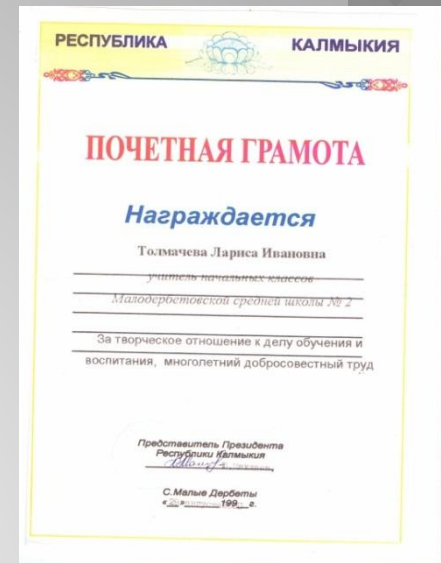 РЕСПУБЛИКА КАЛМЫКИЯ
ПОЧЕТНАЯ ГРАМОТА
Награждается
Толмачева Лариса Ивановна
учитель начальных классов
Малодербетовской средней школы № 2
За творческое отношение к делу обучения и
воспитания, многолетний добросовестный труд
Представитель Президента
Республики Калмыкия
С.Малые Дербеты
199 г.